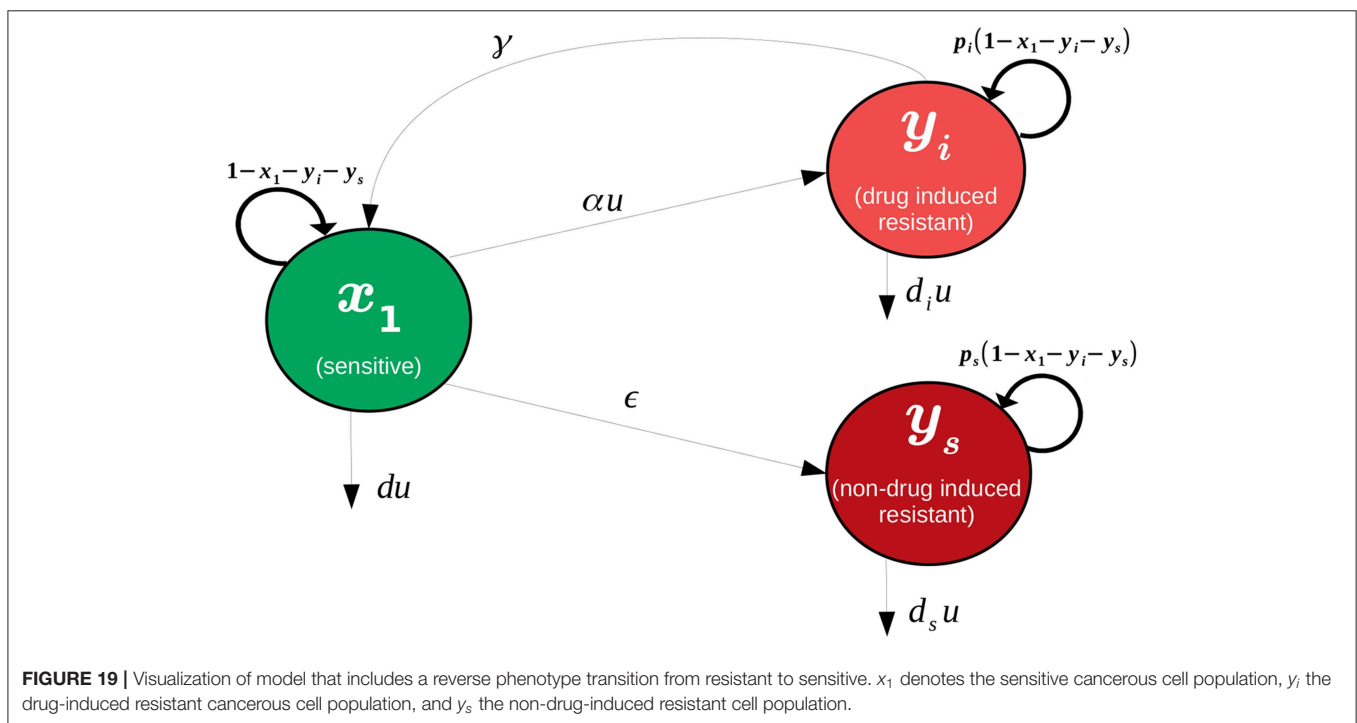 γ
p_i(1−x_1−y_i−y_s)
y_i
(drug induced
resistant)
1−x_1−y_i−y_s
αu
x_1
(sensitive)
d_i u
p_s(1−x_1−y_i−y_s)
ϵ
y_s
(non-drug induced
resistant)
du
d_s u
FIGURE 19 | Visualization of model that includes a reverse phenotype transition from resistant to sensitive. x_1 denotes the sensitive cancerous cell population, y_i the
drug-induced resistant cancerous cell population, and y_s the non-drug-induced resistant cell population.